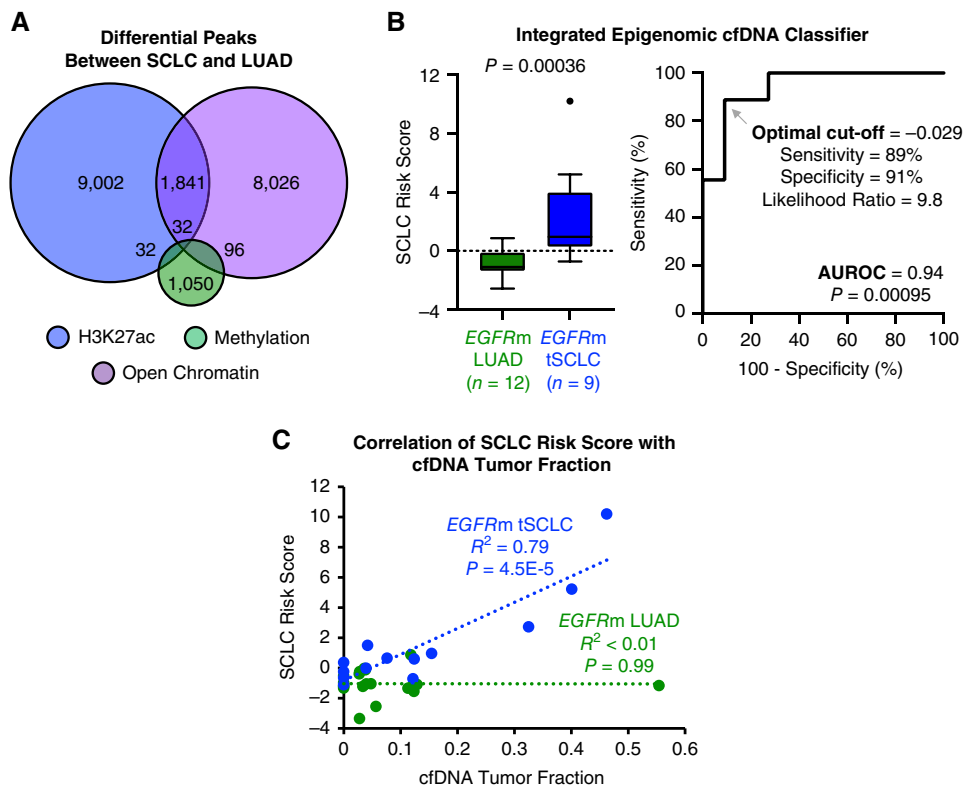 A
Differential Peaks
Between SCLC and LUAD
9,002
1,841
8,026
32
32
96
1,050
H3K27ac
Methylation
Open Chromatin
B
Integrated Epigenomic cfDNA Classifier
P = 0.00036
SCLC Risk Score
12
8
4
0
−4
EGFRm
LUAD
(n = 12)
EGFRm
tSCLC
(n = 9)
Sensitivity (%)
100
80
60
40
20
0
Optimal cut-off = −0.029
Sensitivity = 89%
Specificity = 91%
Likelihood Ratio = 9.8
AUROC = 0.94
P = 0.00095
0 20 40 60 80 100
100 - Specificity (%)
C
Correlation of SCLC Risk Score with
cfDNA Tumor Fraction
SCLC Risk Score
12
10
8
6
4
2
0
−2
−4
EGFRm tSCLC
R² = 0.79
P = 4.5E-5
EGFRm LUAD
R² < 0.01
P = 0.99
0 0.1 0.2 0.3 0.4 0.5 0.6
cfDNA Tumor Fraction